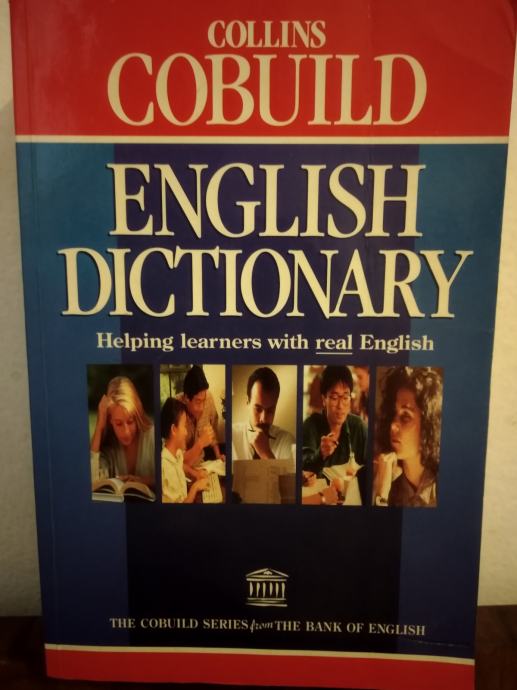 COLLINS
COBUILD
ENGLISH
DICTIONARY
Helping learners with real English
THE COBUILD SERIES from THE BANK OF ENGLISH